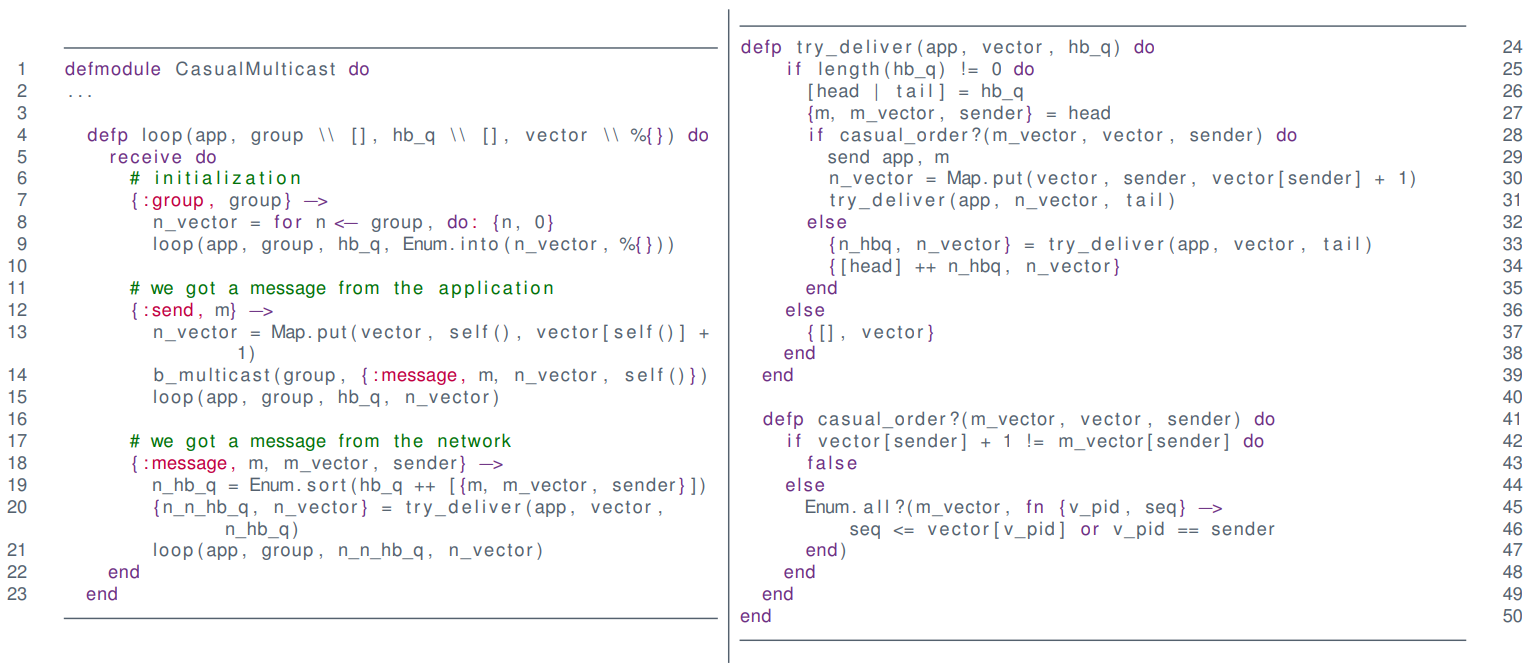 1 defmodule CasualMulticast do
2 ...
3
4 defp loop(app, group \\ [], hb_q \\ [], vector \\ %{}) do
5 receive do
6 # initialization
7 {:group, group} —>
8 n_vector = for n <— group, do: {n, 0}
9 loop(app, group, hb_q, Enum.into(n_vector, %{}))
10
11 # we got a message from the application
12 {:send, m} —>
13 n_vector = Map.put(vector, self(), vector[self()] +
1)
14 b_multicast(group, {:message, m, n_vector, self()})
15 loop(app, group, hb_q, n_vector)
16
17 # we got a message from the network
18 {:message, m, m_vector, sender} —>
19 n_hb_q = Enum.sort(hb_q ++ [{m, m_vector, sender}])
20 {n_n_hb_q, n_vector} = try_deliver(app, vector,
n_hb_q)
21 loop(app, group, n_n_hb_q, n_vector)
22 end
23 end
defp try_deliver(app, vector, hb_q) do 24
if length(hb_q) != 0 do 25
[head | tail] = hb_q 26
{m, m_vector, sender} = head 27
if casual_order?(m_vector, vector, sender) do 28
send app, m 29
n_vector = Map.put(vector, sender, vector[sender] + 1) 30
try_deliver(app, n_vector, tail) 31
else 32
{n_hbq, n_vector} = try_deliver(app, vector, tail) 33
{[head] ++ n_hbq, n_vector} 34
end 35
else 36
{[], vector} 37
end 38
end 39
40
defp casual_order?(m_vector, vector, sender) do 41
if vector[sender] + 1 != m_vector[sender] do 42
false 43
else 44
Enum.all?(m_vector, fn {v_pid, seq} —> 45
seq <= vector[v_pid] or v_pid == sender 46
end) 47
end 48
end 49
end 50